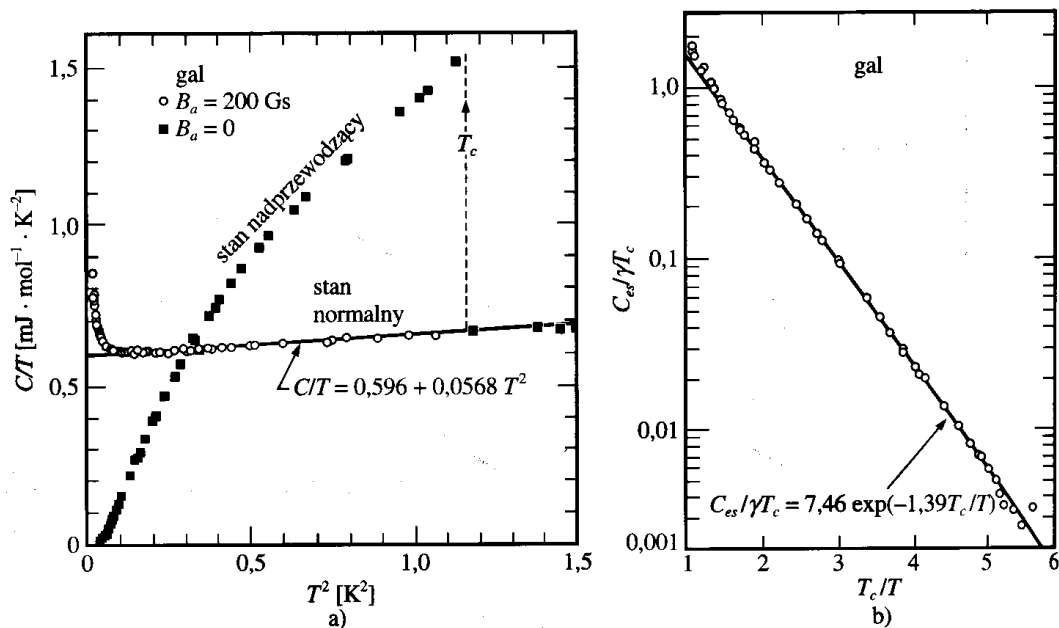 1,5
gal
B_a = 200 Gs
B_a = 0
stan nadprzewodzący
T_c
1,0
C/T [mJ · mol⁻¹ · K⁻²]
stan
normalny
0,5
C/T = 0,596 + 0,0568 T²
0
0
0,5
1,0
1,5
T² [K²]
a)
gal
1,0
C_es/γT_c
0,1
0,01
C_es/γT_c = 7,46 exp(−1,39T_c/T)
0,001
1
2
3
4
5
6
T_c/T
b)